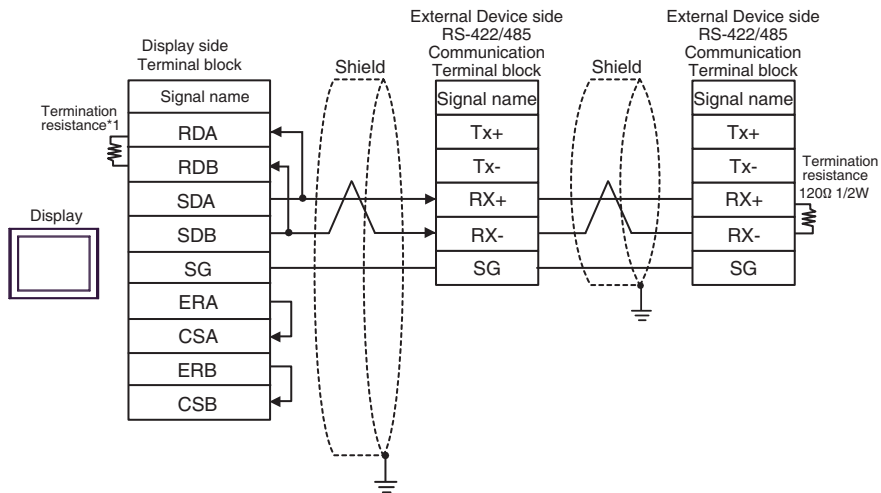 Display side
Terminal block
Signal name
RDA
RDB
SDA
SDB
SG
ERA
CSA
ERB
CSB
Termination
resistance*1
Display
Shield
External Device side
RS-422/485
Communication
Terminal block
Signal name
Tx+
Tx-
RX+
RX-
SG
Shield
External Device side
RS-422/485
Communication
Terminal block
Signal name
Tx+
Tx-
RX+
RX-
SG
Termination
resistance
120Ω 1/2W